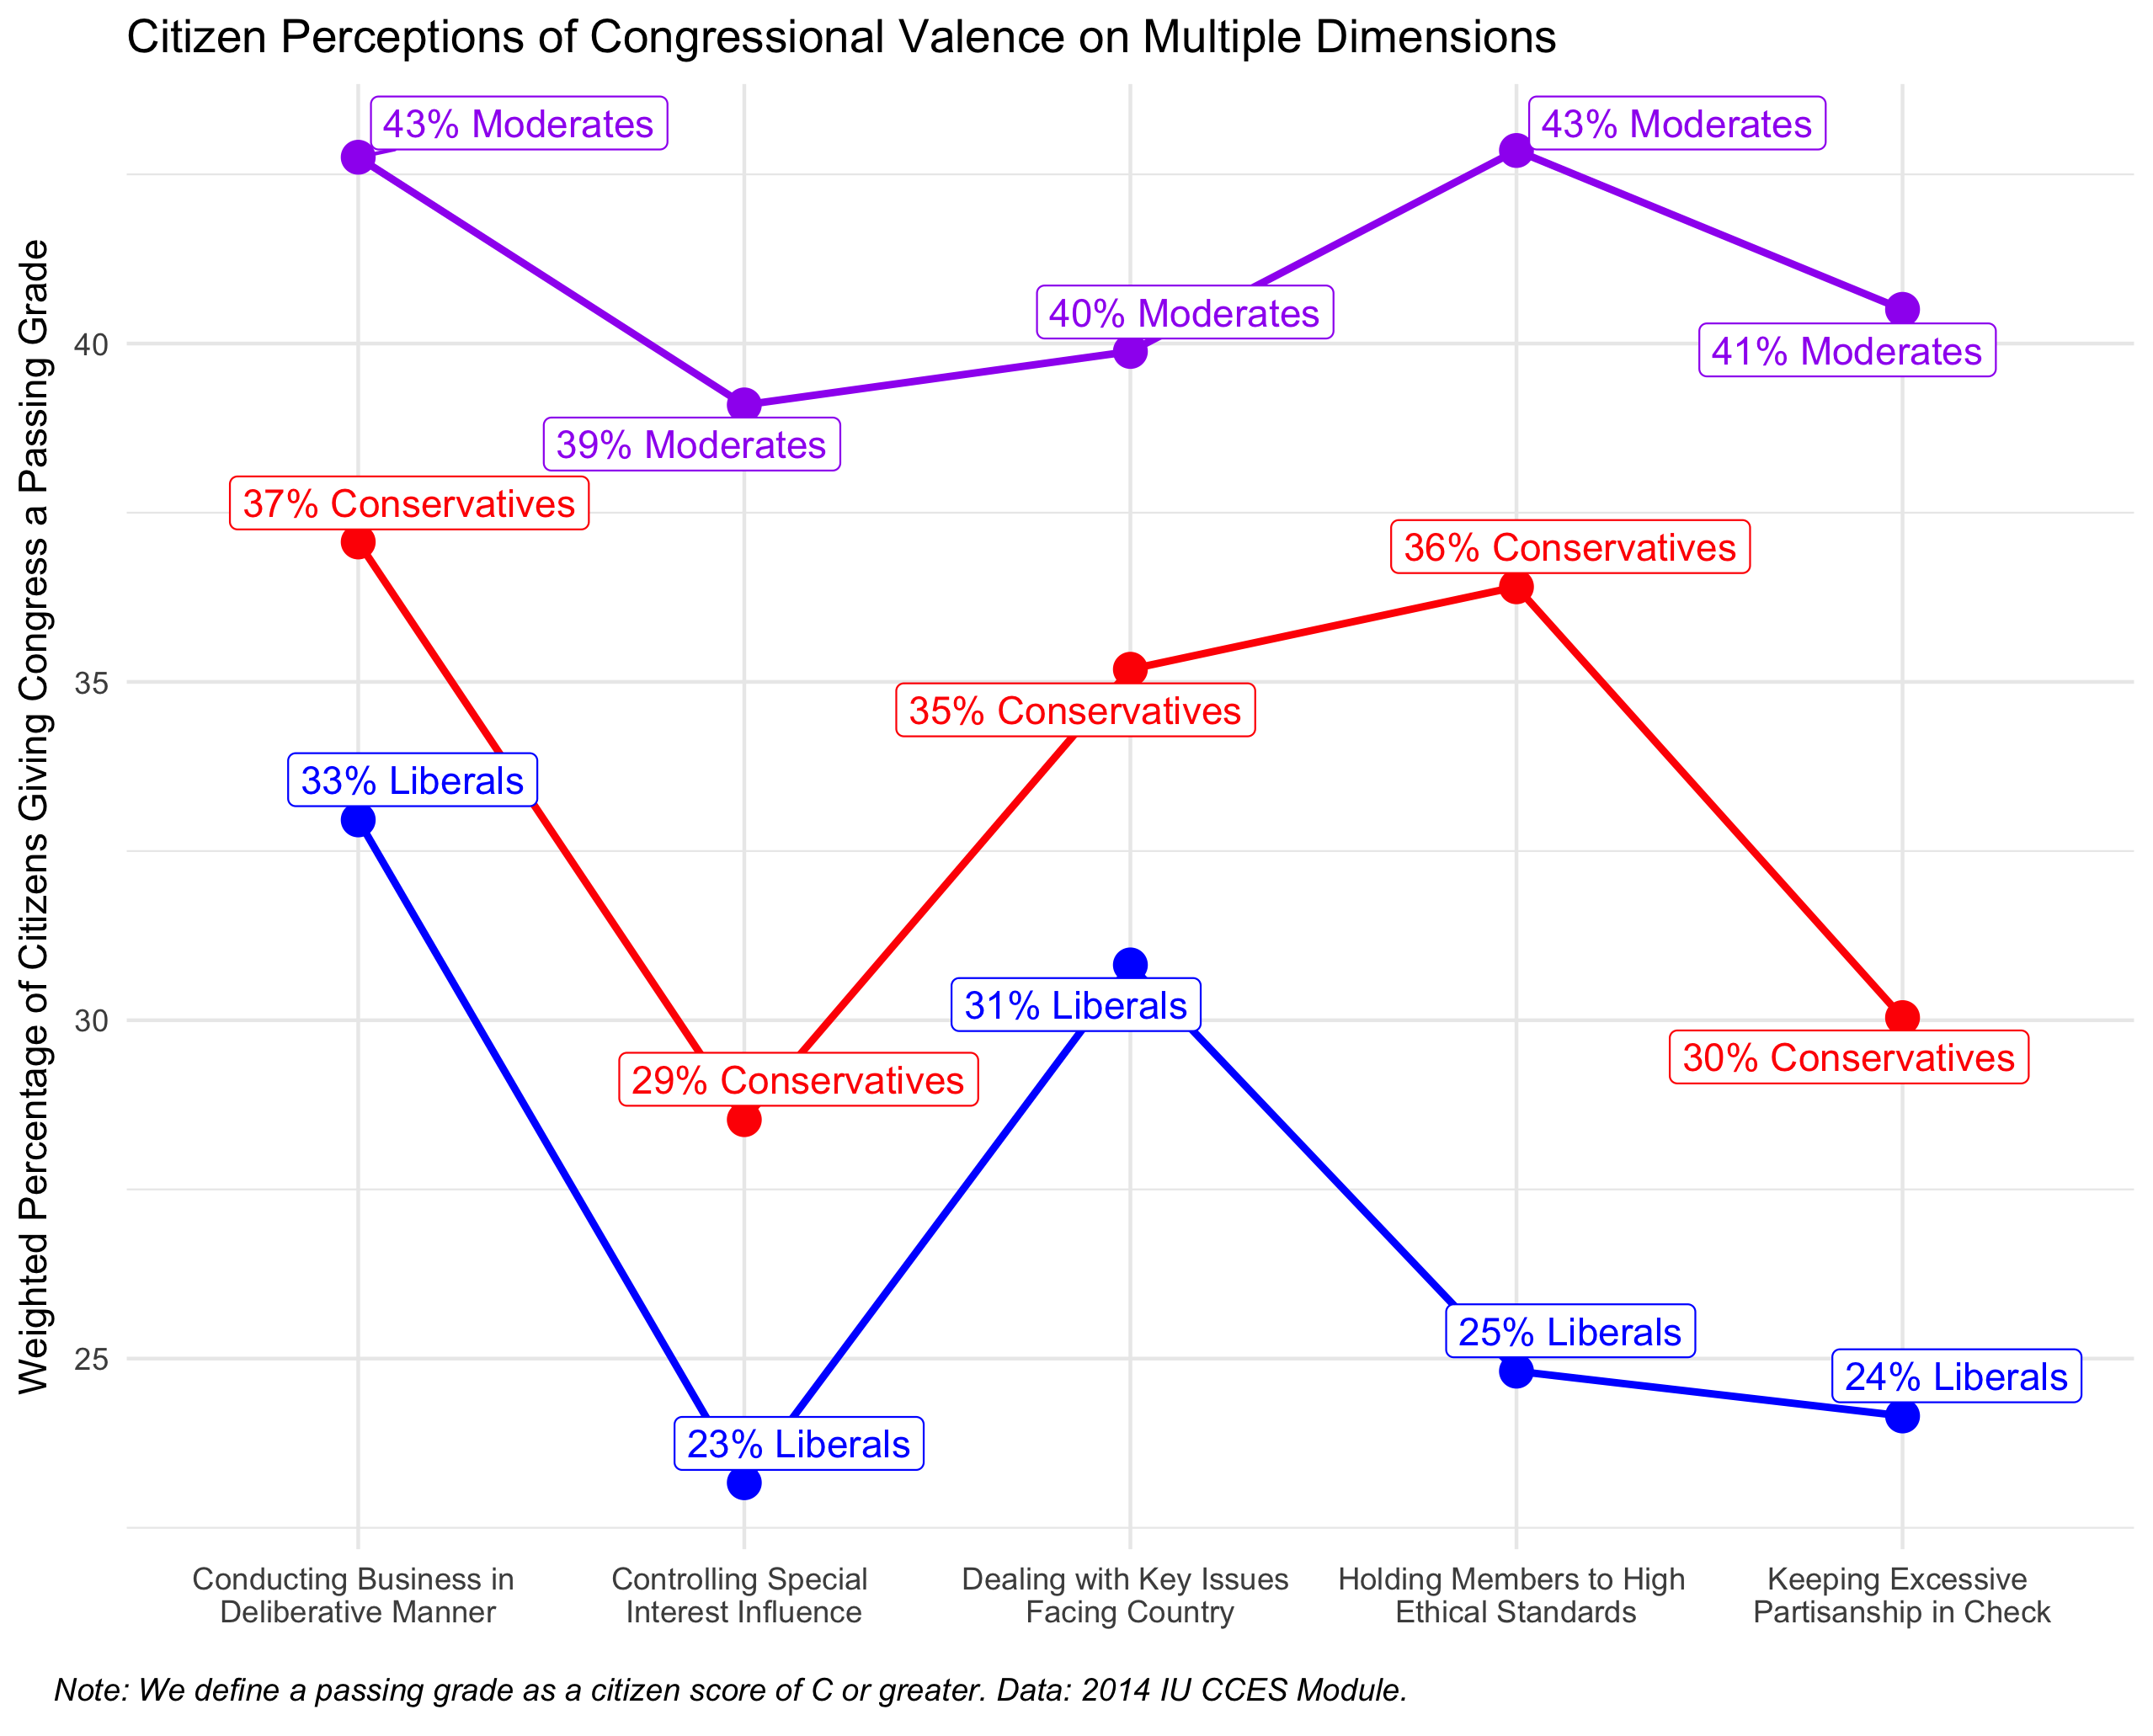 Citizen Perceptions of Congressional Valence on Multiple Dimensions
Weighted Percentage of Citizens Giving Congress a Passing Grade
40
35
30
25
43% Moderates
39% Moderates
40% Moderates
43% Moderates
41% Moderates
37% Conservatives
29% Conservatives
35% Conservatives
36% Conservatives
30% Conservatives
33% Liberals
23% Liberals
31% Liberals
25% Liberals
24% Liberals
Conducting Business in
Deliberative Manner
Controlling Special
Interest Influence
Dealing with Key Issues
Facing Country
Holding Members to High
Ethical Standards
Keeping Excessive
Partisanship in Check
Note: We define a passing grade as a citizen score of C or greater. Data: 2014 IU CCES Module.